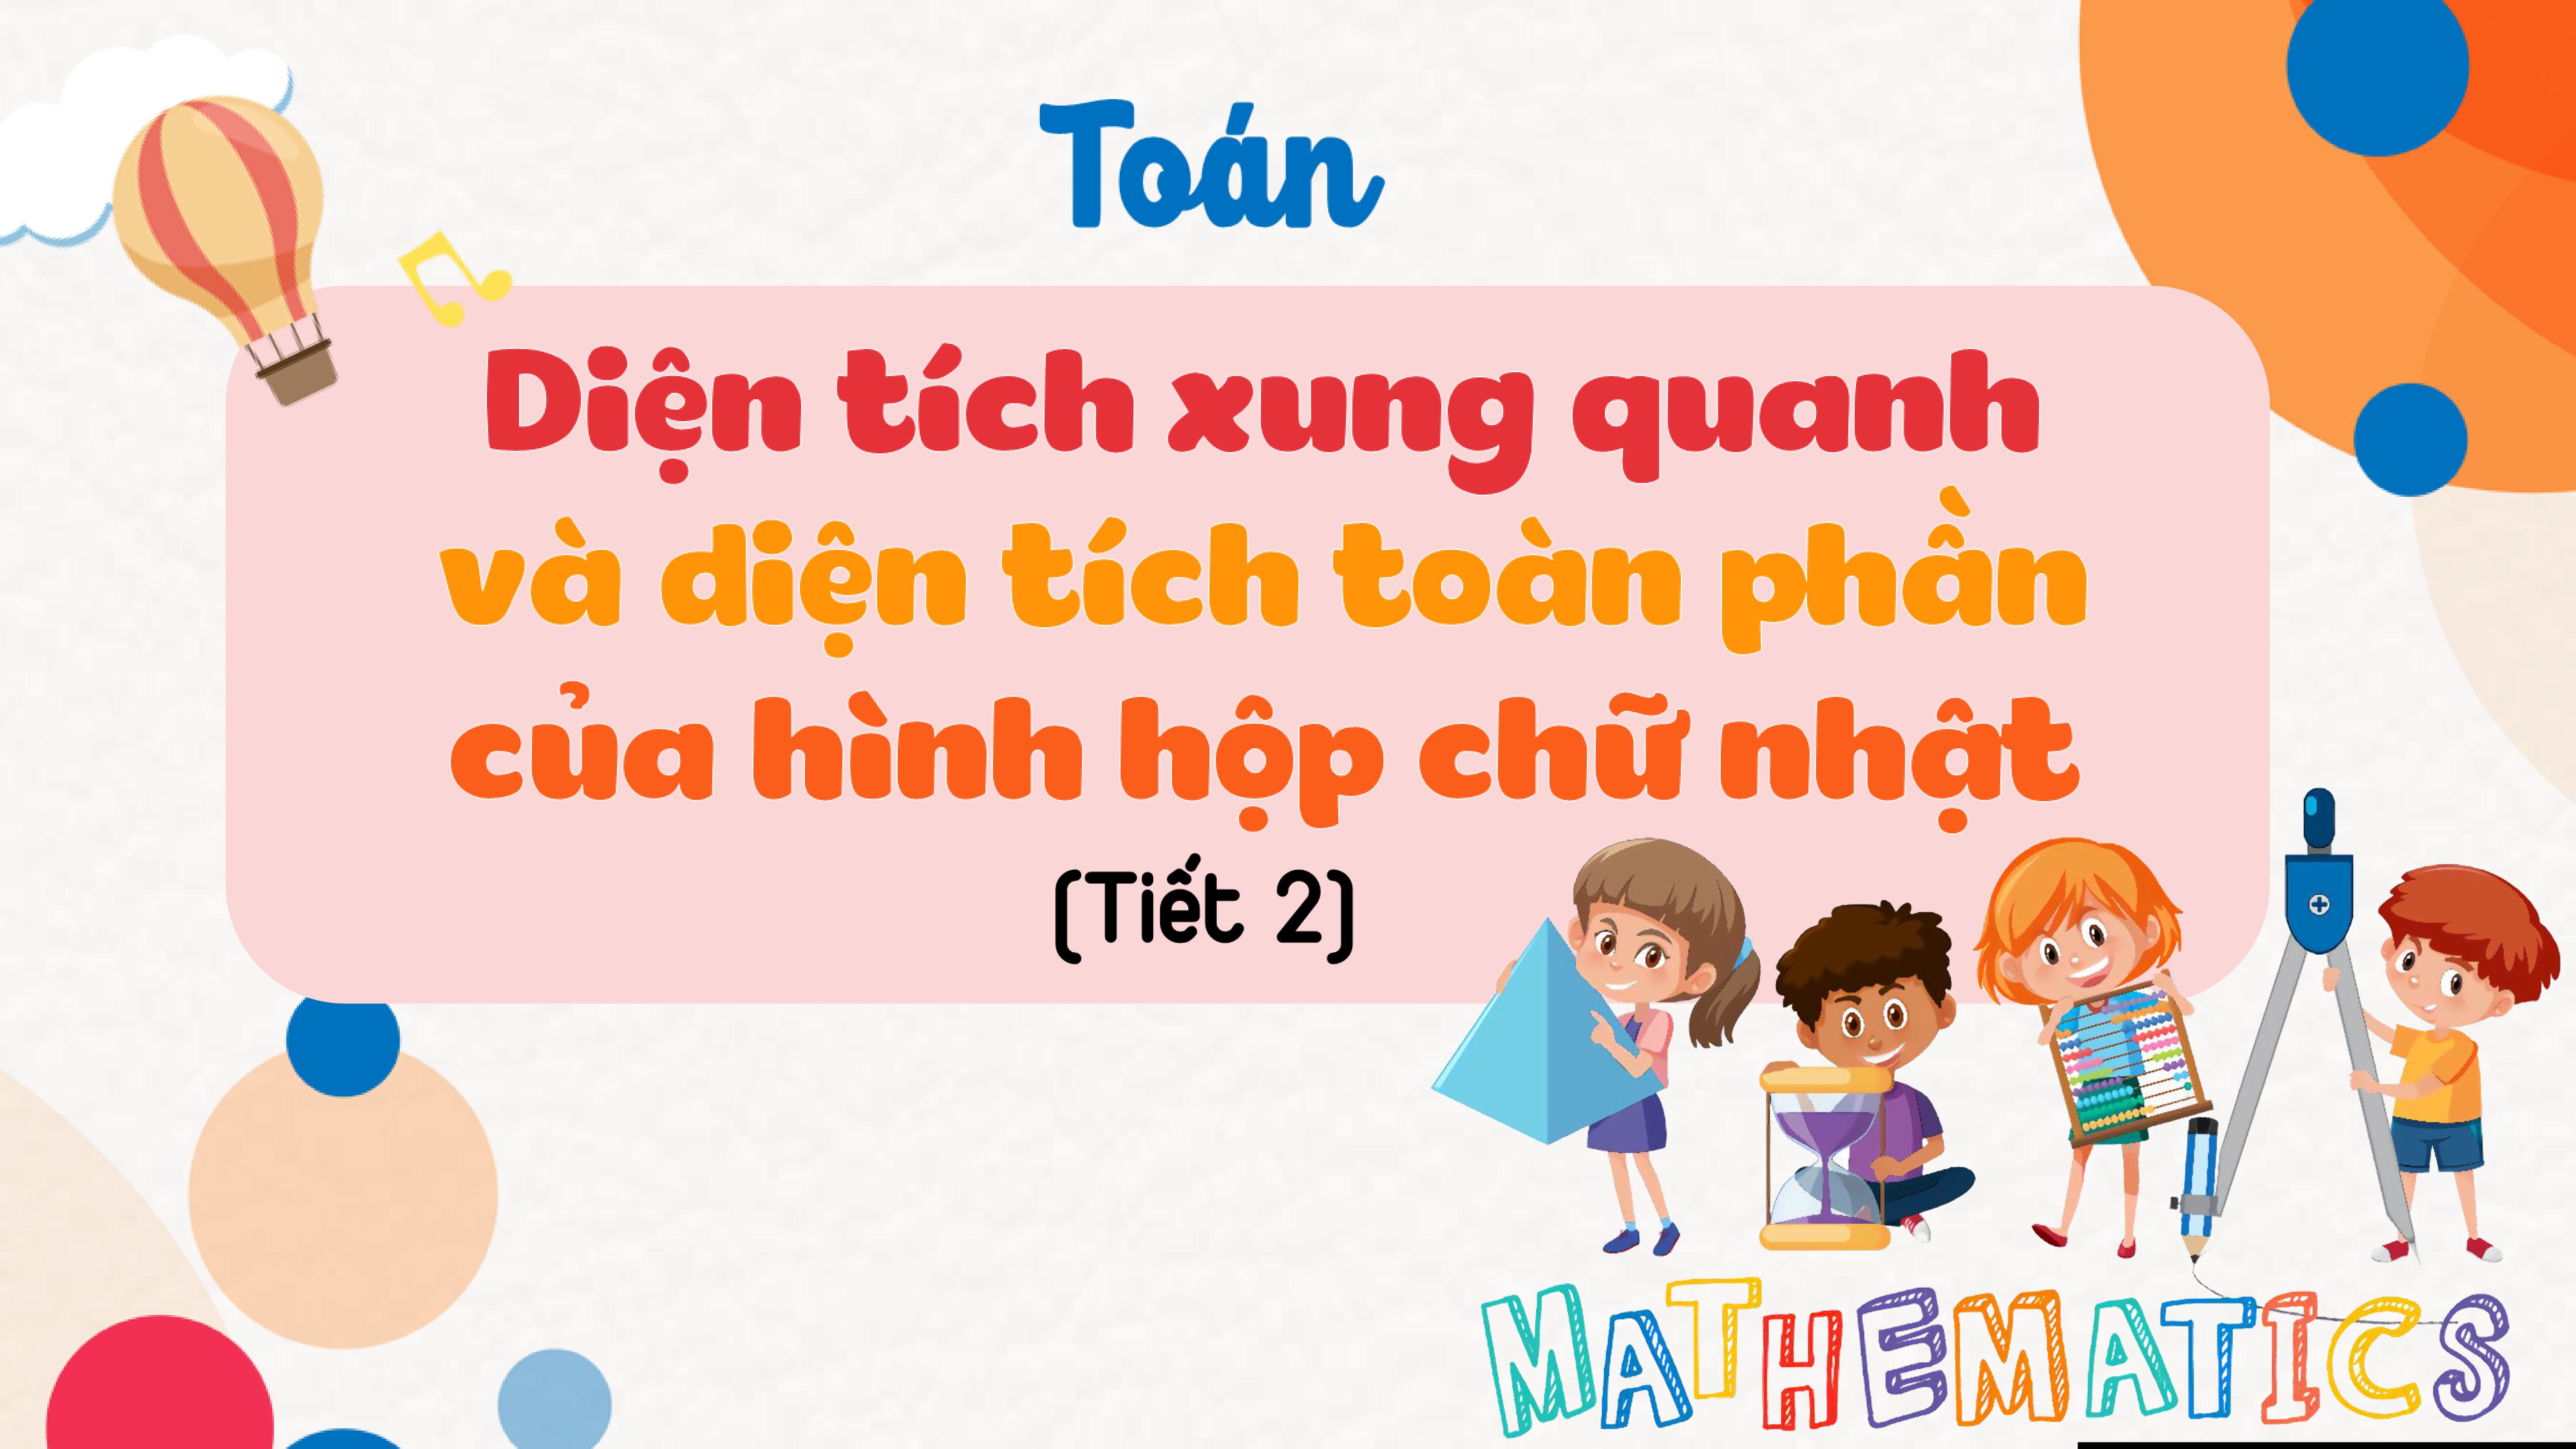 Toán
Diện tích xung quanh
và diện tích toàn phần
của hình hộp chữ nhật
(Tiết 2)
MATHEMATICS